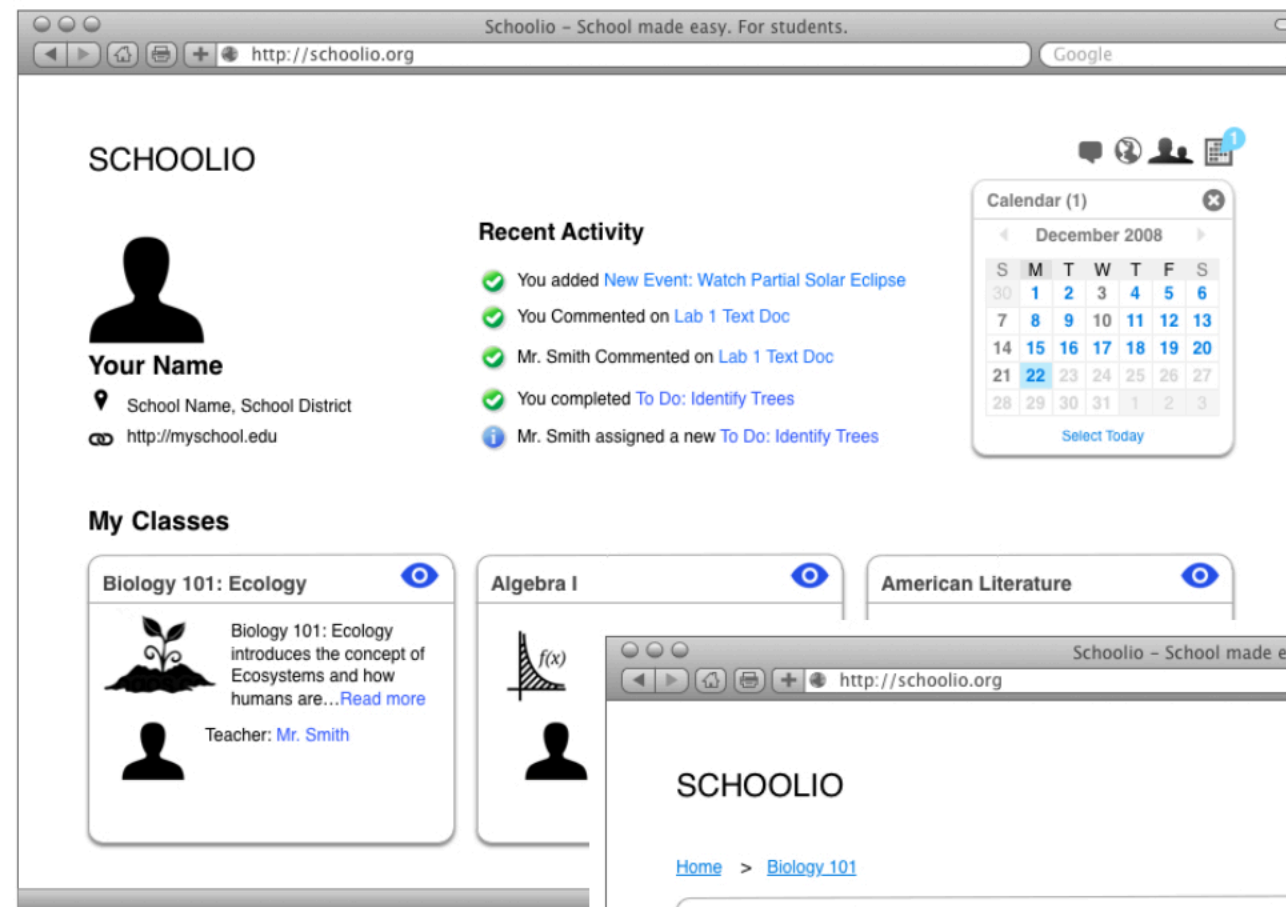 Schoolio – School made easy. For students.
http://schoolio.org
Google
SCHOOLIO
1
Calendar (1)
December 2008
S M T W T F S
30 1 2 3 4 5 6
7 8 9 10 11 12 13
14 15 16 17 18 19 20
21 22 23 24 25 26 27
28 29 30 31 1 2 3
Select Today
Your Name
School Name, School District
http://myschool.edu
Recent Activity
You added New Event: Watch Partial Solar Eclipse
You Commented on Lab 1 Text Doc
Mr. Smith Commented on Lab 1 Text Doc
You completed To Do: Identify Trees
Mr. Smith assigned a new To Do: Identify Trees
My Classes
Biology 101: Ecology
Biology 101: Ecology
introduces the concept of
Ecosystems and how
humans are…Read more
Teacher: Mr. Smith
Algebra I
f(x)
American Literature
Schoolio – School made e
http://schoolio.org
SCHOOLIO
Home > Biology 101